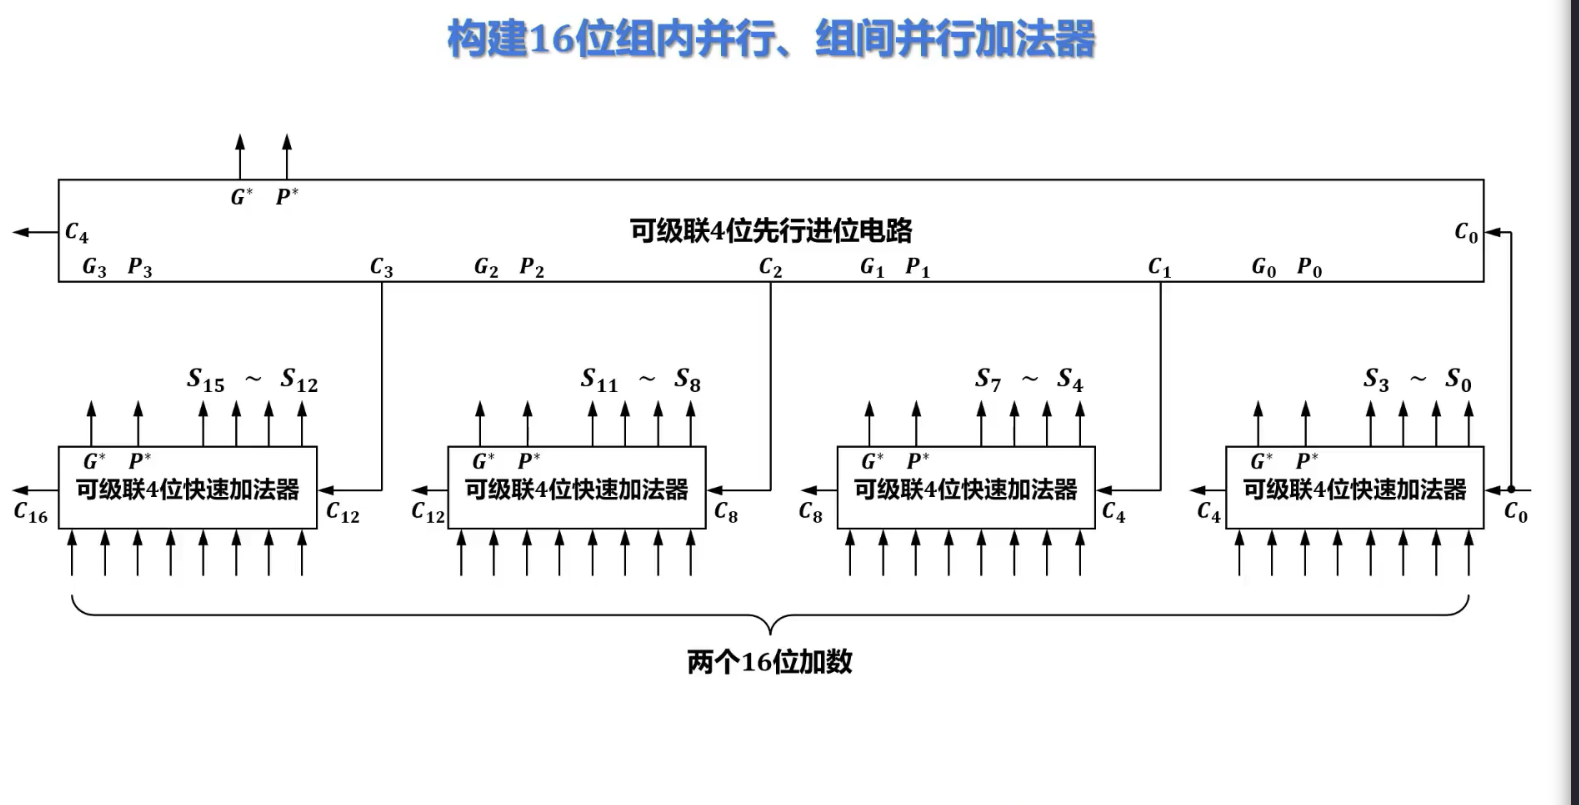 构建16位组内并行、组间并行加法器
G* P*
C4 可级联4位先行进位电路 C0
G3 P3 C3 G2 P2 C2 G1 P1 C1 G0 P0
S15 ~ S12 S11 ~ S8 S7 ~ S4 S3 ~ S0
G* P* G* P* G* P* G* P*
可级联4位快速加法器 可级联4位快速加法器 可级联4位快速加法器 可级联4位快速加法器
C16 C12 C12 C8 C8 C4 C4 C0
两个16位加数